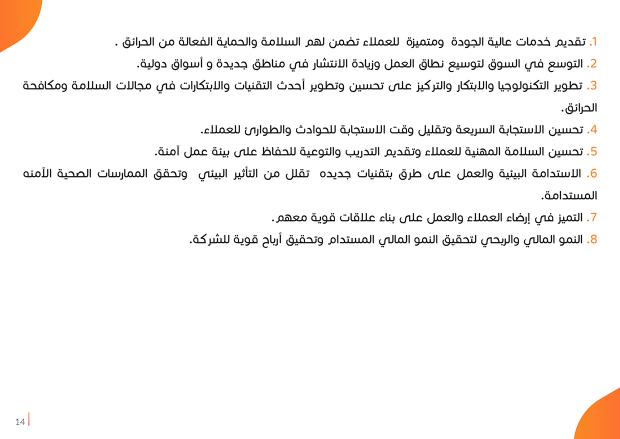 1. تقديم خدمات عالية الجودة ومتميزة للعملاء تضمن لهم السلامة والحماية الفعالة من الحرائق .
2. التوسع في السوق لتوسيع نطاق العمل وزيادة الانتشار في مناطق جديدة و أسواق دولية.
3. تطوير التكنولوجيا والابتكار والتركيز على تحسين وتطوير أحدث التقنيات والابتكارات في مجالات السلامة ومكافحة
الحرائق.
4. تحسين الاستجابة السريعة وتقليل وقت الاستجابة للحوادث والطوارئ للعملاء.
5. تحسين السلامة المهنية للعملاء وتقديم التدريب والتوعية للحفاظ على بيئة عمل آمنة.
6. الاستدامة البيئية والعمل على طرق بتقنيات جديده تقلل من التأثير البيئي وتحقق الممارسات الصحية الآمنه
المستدامة.
7. التميز في إرضاء العملاء والعمل على بناء علاقات قوية معهم.
8. النمو المالي والربحي لتحقيق النمو المالي المستدام وتحقيق أرباح قوية للشركة.
14